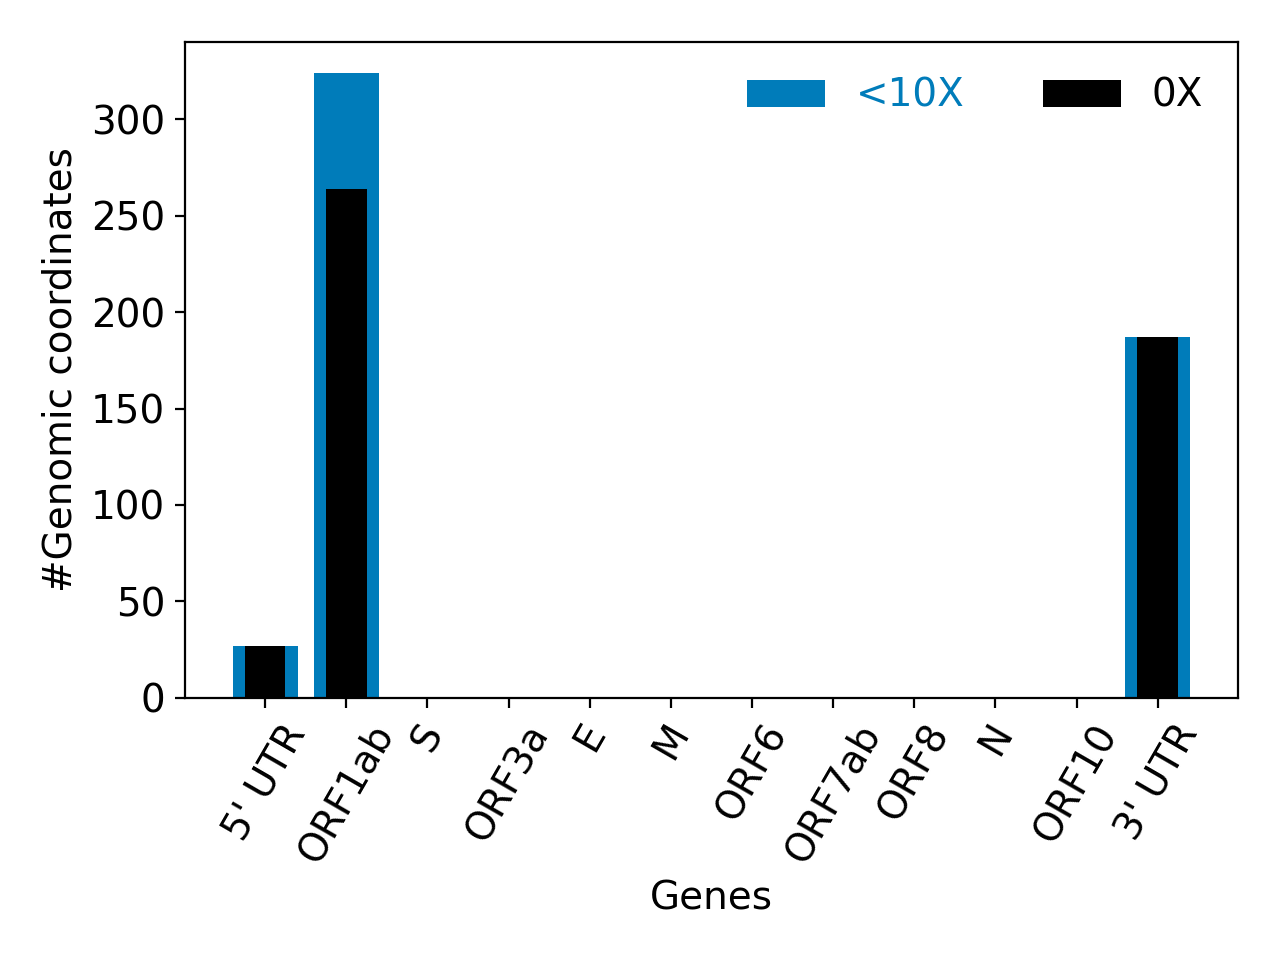 <10X 0X
300
250
200
150
100
50
0
#Genomic coordinates
5' UTR
ORF1ab
S
ORF3a
E
M
ORF6
ORF7ab
ORF8
N
ORF10
3' UTR
Genes